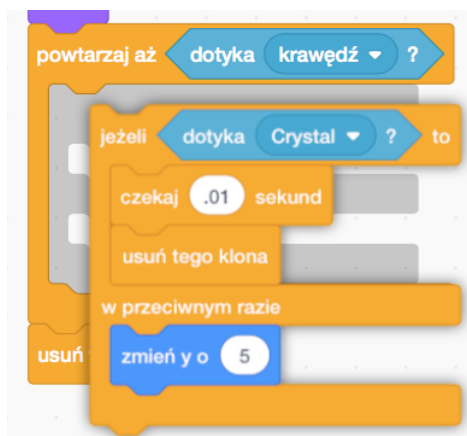 powtarzaj aż dotyka krawędź ?
jeżeli dotyka Crystal ? to
czekaj .01 sekund
usuń tego klona
w przeciwnym razie
usuń
zmień y o 5